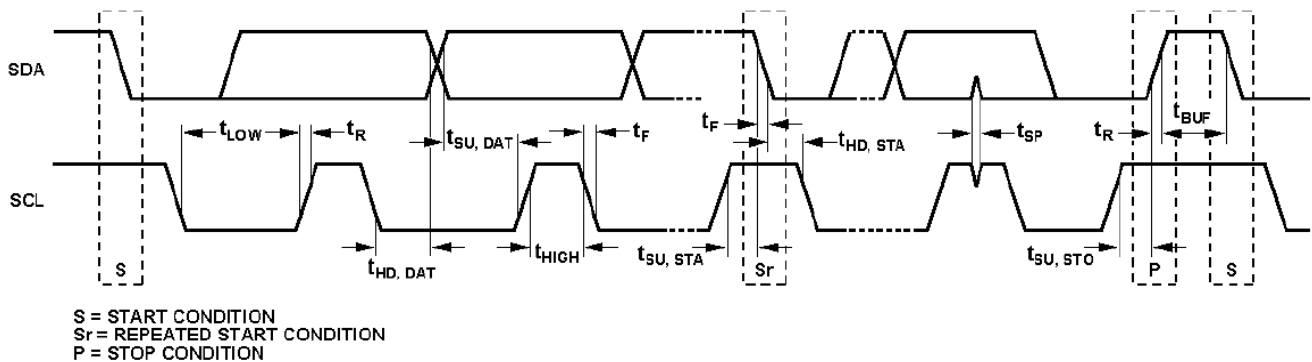 SDA
tLOW
tR
tSU, DAT
tF
tF
tHD, STA
tSP
tR
tBUF
SCL
tHD, DAT
tHIGH
tSU, STA
tSU, STO
S
Sr
P
S
S = START CONDITION
Sr = REPEATED START CONDITION
P = STOP CONDITION